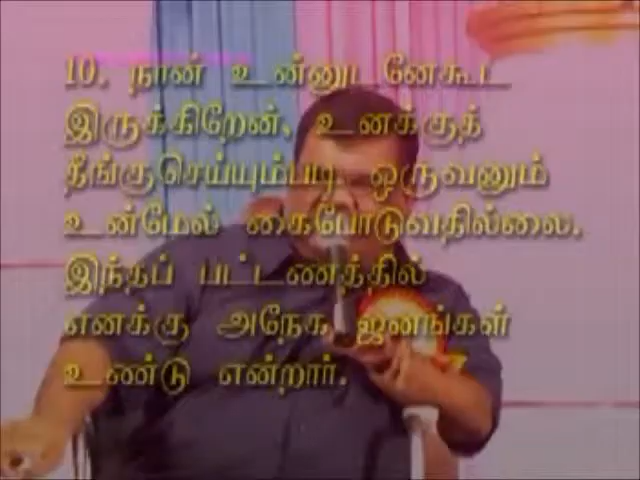 10. நான் உன்னுடனேகூட
இருக்கிறேன், உனக்குத்
தீங்குசெய்யும்படி ஒருவனும்
உன்மேல் கைபோடுவதில்லை.
இந்தப் பட்டணத்தில்
எனக்கு அநேக ஜனங்கள்
உண்டு என்றார்.